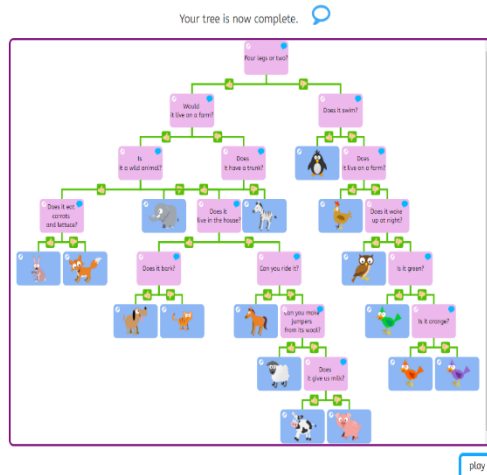 Your tree is now complete.
Four legs or two?
Would
it live on a farm?
Does it swim?
Is
it a wild animal?
Does
it have a trunk?
Does
it live on a farm?
Does it eat
carrots
and lettuce?
Does it
live in the house?
Does it wake
up at night?
Does it bark?
Can you ride it?
Is it green?
Can you make
jumpers
from its wool?
Is it orange?
Does
it give us milk?
play